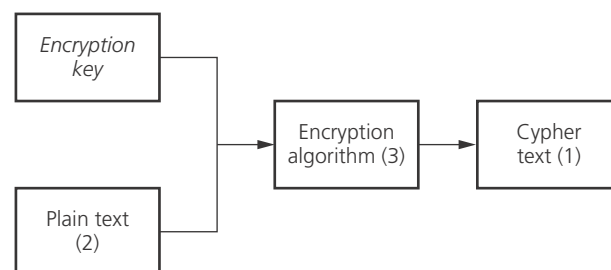 Encryption
key
Encryption
algorithm (3)
Cypher
text (1)
Plain text
(2)